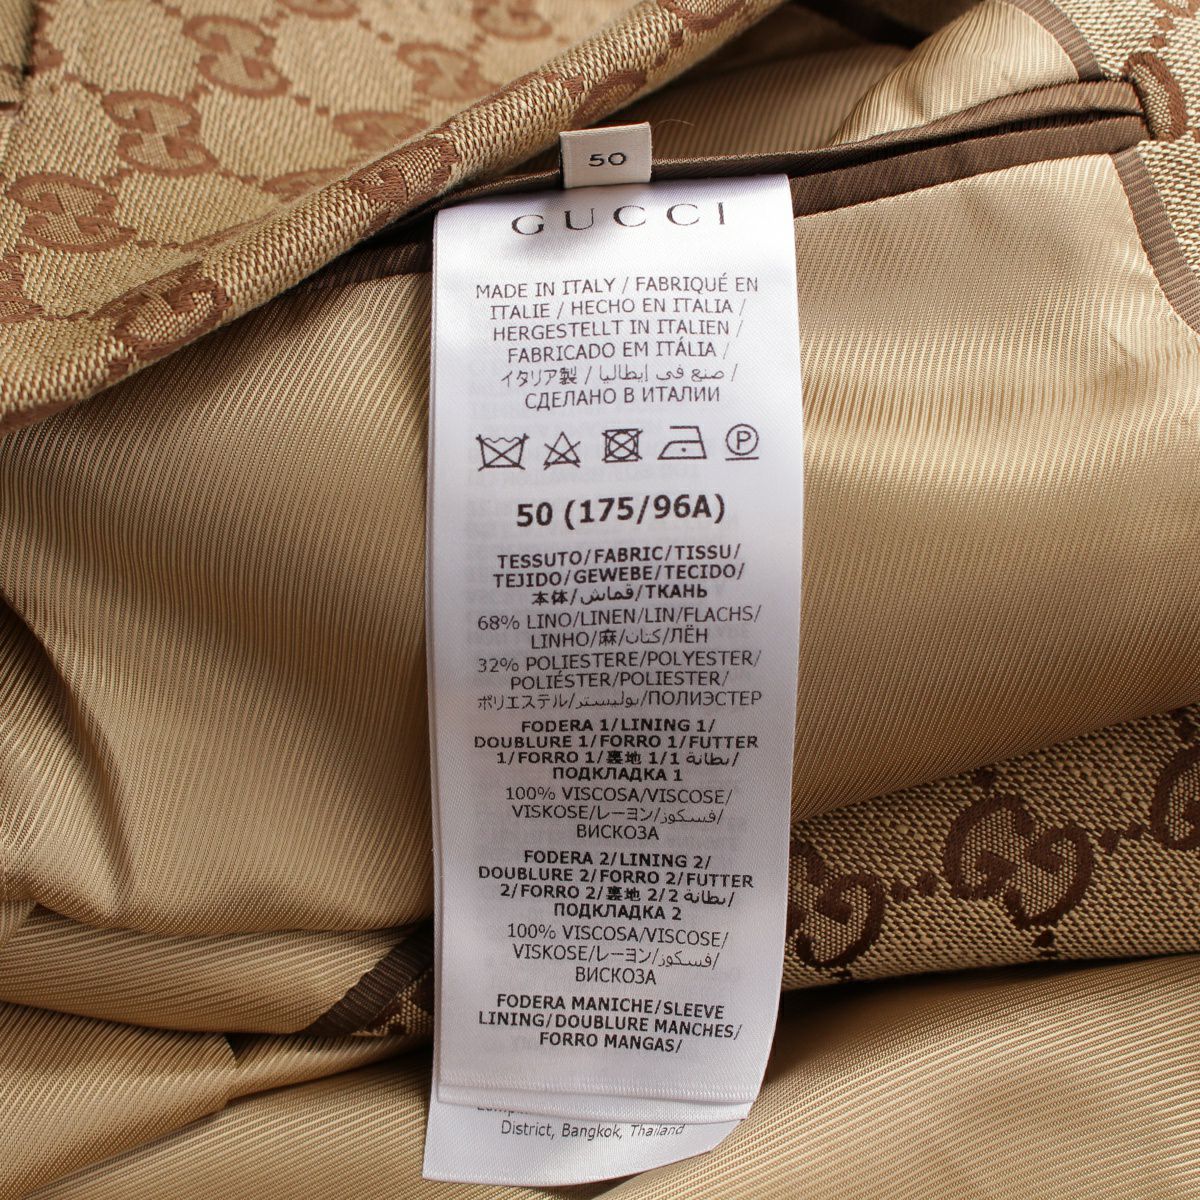 50
GUCCI
MADE IN ITALY / FABRIQUÉ EN
ITALIE / HECHO EN ITALIA /
HERGESTELLT IN ITALIEN /
FABRICADO EM ITÁLIA /
イタリア製 / صنع في إيطاليا /
СДЕЛАНО В ИТАЛИИ
P
50 (175/96A)
TESSUTO/FABRIC/TISSU/
TEJIDO/GEWEBE/TECIDO/
本体/قماش/ТКАНЬ
68% LINO/LINEN/LIN/FLACHS/
LINHO/麻/كتان/ЛЁН
32% POLIESTERE/POLYESTER/
POLIÉSTER/POLIESTER/
ポリエステル/بوليستر/ПОЛИЭСТЕР
FODERA 1/LINING 1/
DOUBLURE 1/FORRO 1/FUTTER
1/FORRO 1/裏地 1/1 بطانة/
ПОДКЛАДКА 1
100% VISCOSA/VISCOSE/
VISKOSE/レーヨン/فسكوز/
ВИСКОЗА
FODERA 2/LINING 2/
DOUBLURE 2/FORRO 2/FUTTER
2/FORRO 2/裏地 2/2 بطانة/
ПОДКЛАДКА 2
100% VISCOSA/VISCOSE/
VISKOSE/レーヨン/فسكوز/
ВИСКОЗА
FODERA MANICHE/SLEEVE
LINING/DOUBLURE MANCHES/
FORRO MANGAS/
District, Bangkok, Thailand